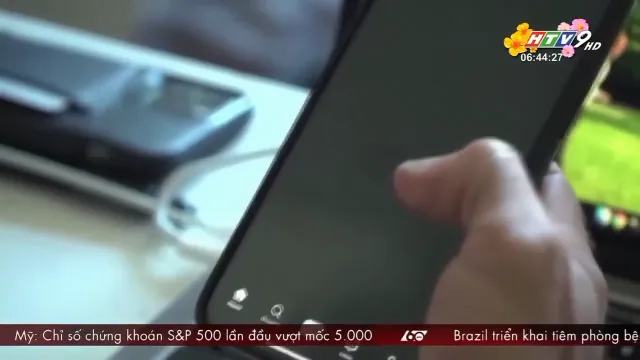 HTV9 HD
06:44:27
Mỹ: Chỉ số chứng khoán S&P 500 lần đầu vượt mốc 5.000
60
Brazil triển khai tiêm phòng bệ